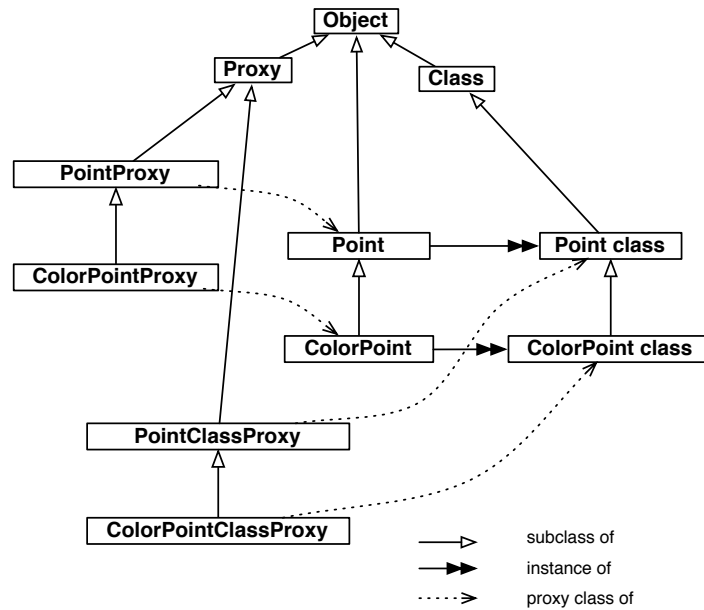 Object
Proxy
Class
PointProxy
Point
Point class
ColorPointProxy
ColorPoint
ColorPoint class
PointClassProxy
ColorPointClassProxy
subclass of
instance of
proxy class of